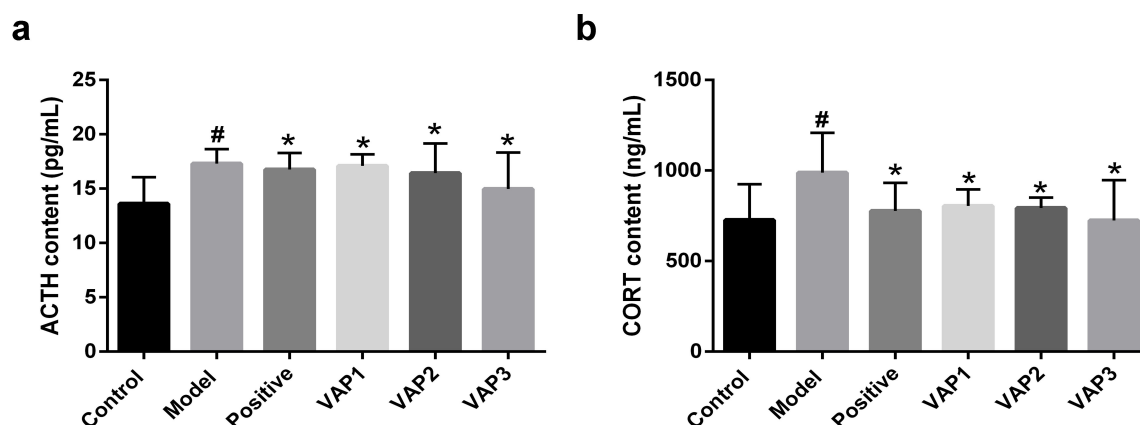 a
ACTH content (pg/mL)
25
20
15
10
5
0
#
*
*
*
*
Control
Model
Positive
VAP1
VAP2
VAP3
b
CORT content (ng/mL)
1500
1000
500
0
#
*
*
*
*
Control
Model
Positive
VAP1
VAP2
VAP3